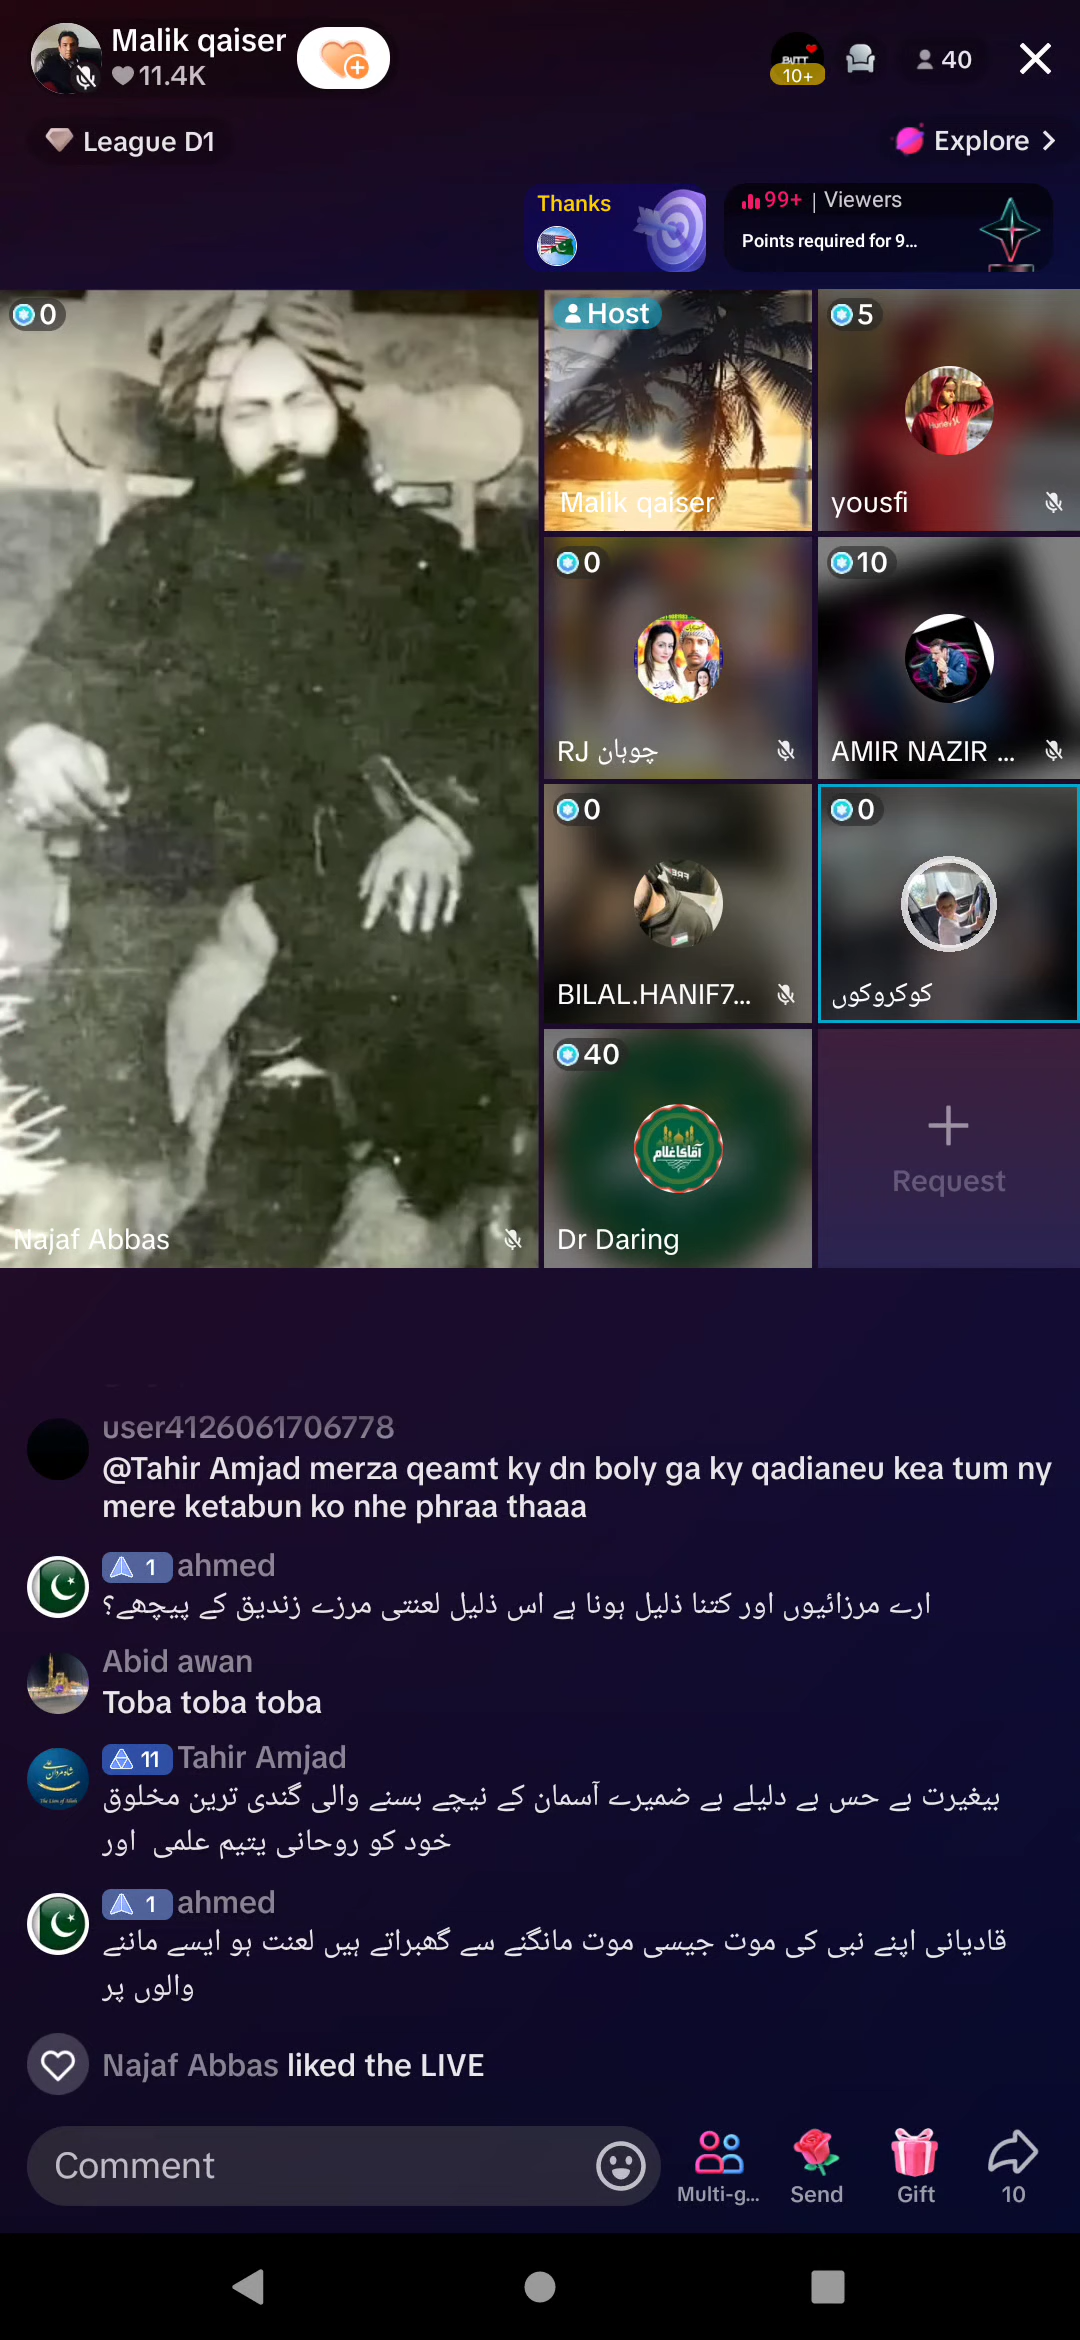 Malik qaiser
11.4K
10+
40
League D1
Explore
Thanks
99+ | Viewers
Points required for 9...
0
Host
Malik qaiser
5
yousfi
0
RJ چوہان
10
AMIR NAZIR ...
0
BILAL.HANIF7...
0
کوکروکوں
Najaf Abbas
40
آقا کا غلام
Dr Daring
Request
user4126061706778
@Tahir Amjad merza qeamt ky dn boly ga ky qadianeu kea tum ny
mere ketabun ko nhe phraa thaaa
1 ahmed
ارے مرزائیوں اور کتنا ذلیل ہونا ہے اس ذلیل لعنتی مرزے زندیق کے پیچھے؟
Abid awan
Toba toba toba
11 Tahir Amjad
بیغیرت بے حس بے دلیلے بے ضمیرے آسمان کے نیچے بسنے والی گندی ترین مخلوق
خود کو روحانی یتیم علمی اور
1 ahmed
قادیانی اپنے نبی کی موت جیسی موت مانگنے سے گھبراتے ہیں لعنت ہو ایسے ماننے
والوں پر
Najaf Abbas liked the LIVE
Comment
Multi-g...
Send
Gift
10